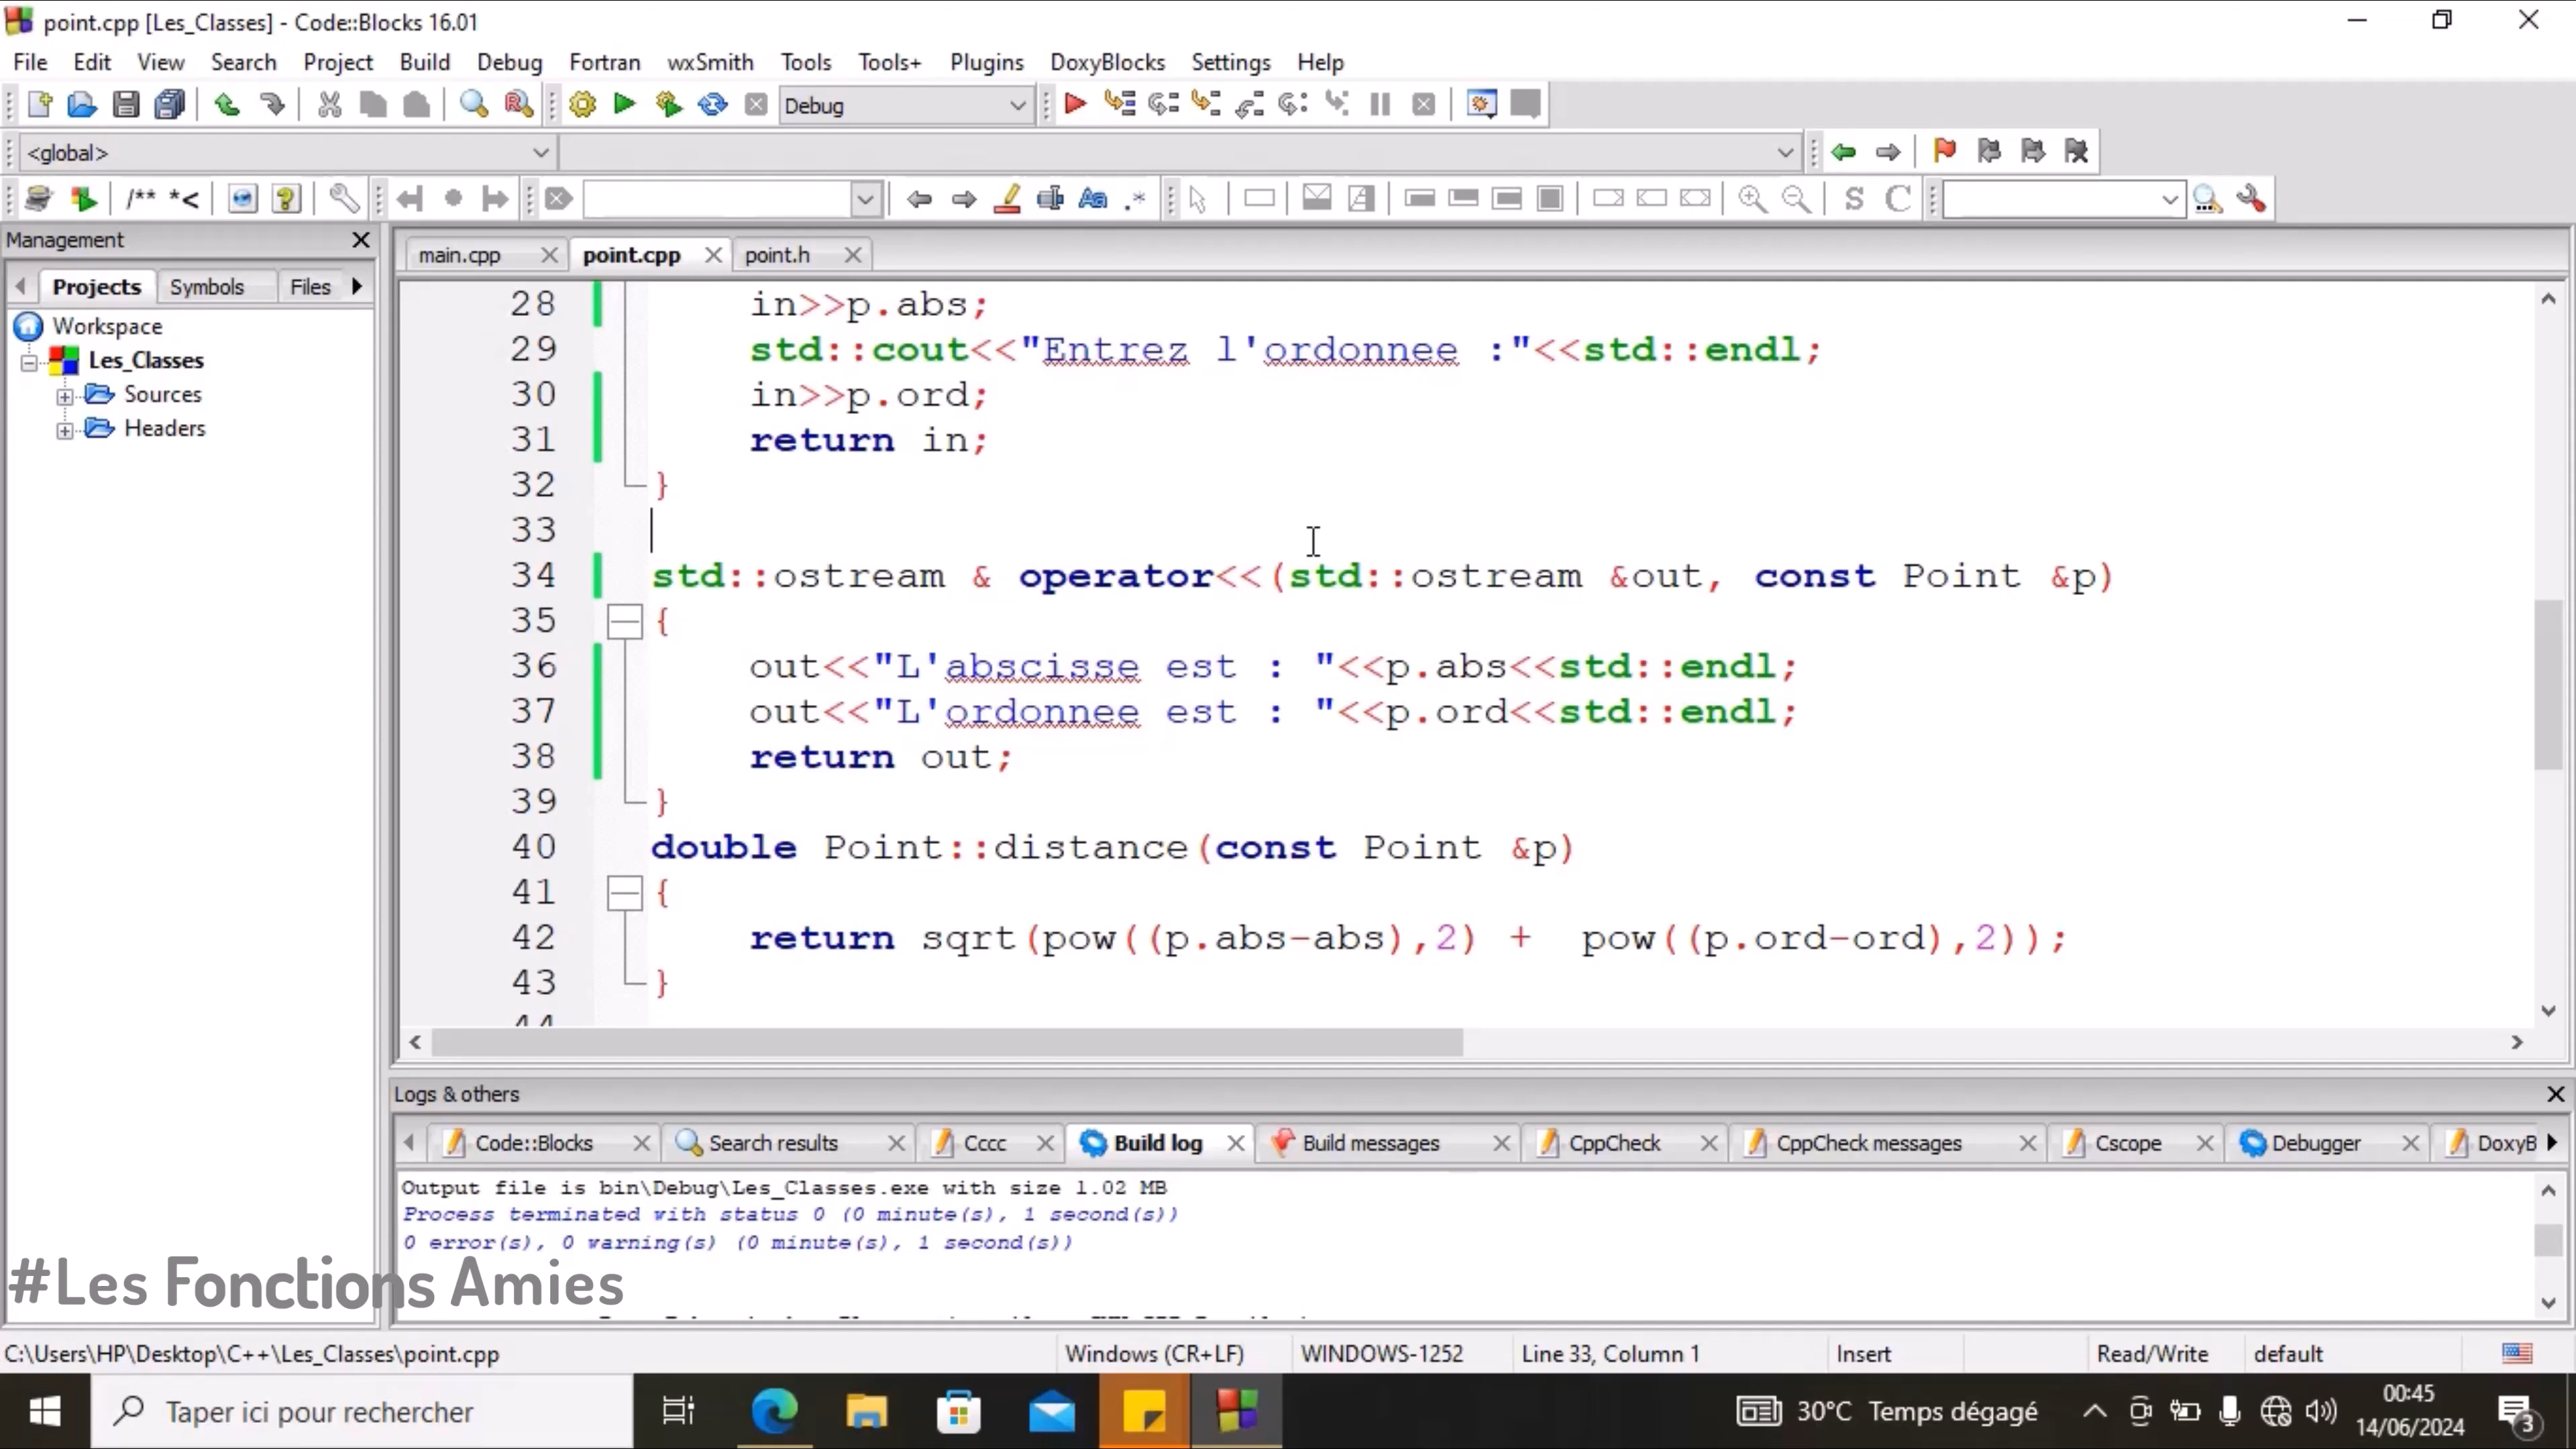 point.cpp [Les_Classes] - Code::Blocks 16.01
File Edit View Search Project Build Debug Fortran wxSmith Tools Tools+ Plugins DoxyBlocks Settings Help
Debug
<global>
/** *<
S C
Management
main.cpp point.cpp point.h
Projects Symbols Files
Workspace
Les_Classes
Sources
Headers
28 in>>p.abs;
29 std::cout<<"Entrez l'ordonnee :"<<std::endl;
30 in>>p.ord;
31 return in;
32 }
33
34 std::ostream & operator<<(std::ostream &out, const Point &p)
35 {
36 out<<"L'abscisse est : "<<p.abs<<std::endl;
37 out<<"L'ordonnee est : "<<p.ord<<std::endl;
38 return out;
39 }
40 double Point::distance(const Point &p)
41 {
42 return sqrt(pow((p.abs-abs),2) + pow((p.ord-ord),2));
43 }
44
Logs & others
Code::Blocks Search results Cccc Build log Build messages CppCheck CppCheck messages Cscope Debugger DoxyB
Output file is bin\Debug\Les_Classes.exe with size 1.02 MB
Process terminated with status 0 (0 minute(s), 1 second(s))
0 error(s), 0 warning(s) (0 minute(s), 1 second(s))
#Les Fonctions Amies
C:\Users\HP\Desktop\C++\Les_Classes\point.cpp Windows (CR+LF) WINDOWS-1252 Line 33, Column 1 Insert Read/Write default
Taper ici pour rechercher
30°C Temps dégagé
00:45
14/06/2024
3